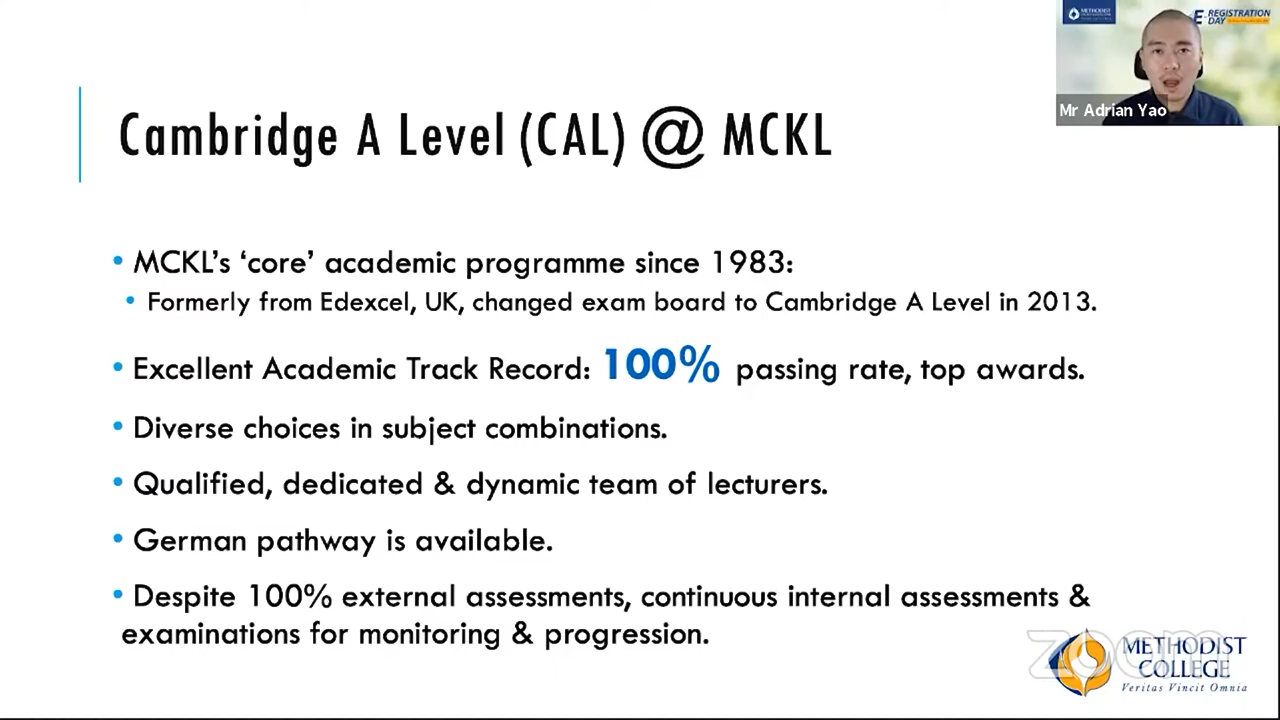 METHODIST
E-REGISTRATION
DAY
Mr Adrian Yao
Cambridge A Level (CAL) @ MCKL
• MCKL’s ‘core’ academic programme since 1983:
• Formerly from Edexcel, UK, changed exam board to Cambridge A Level in 2013.
• Excellent Academic Track Record: 100% passing rate, top awards.
• Diverse choices in subject combinations.
• Qualified, dedicated & dynamic team of lecturers.
• German pathway is available.
• Despite 100% external assessments, continuous internal assessments &
examinations for monitoring & progression.
zoom
METHODIST
COLLEGE
Veritas Vincit Omnia